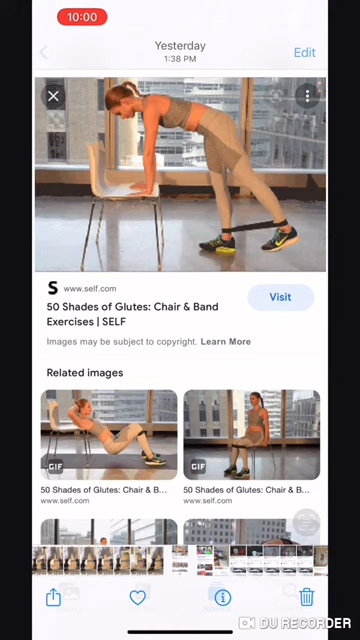 10:00
Yesterday
1:38 PM
Edit
S www.self.com
50 Shades of Glutes: Chair & Band
Exercises | SELF
Visit
Images may be subject to copyright. Learn More
Related images
GIF
GIF
50 Shades of Glutes: Chair & B...
50 Shades of Glutes: Chair & B...
www.self.com
www.self.com
DU RECORDER